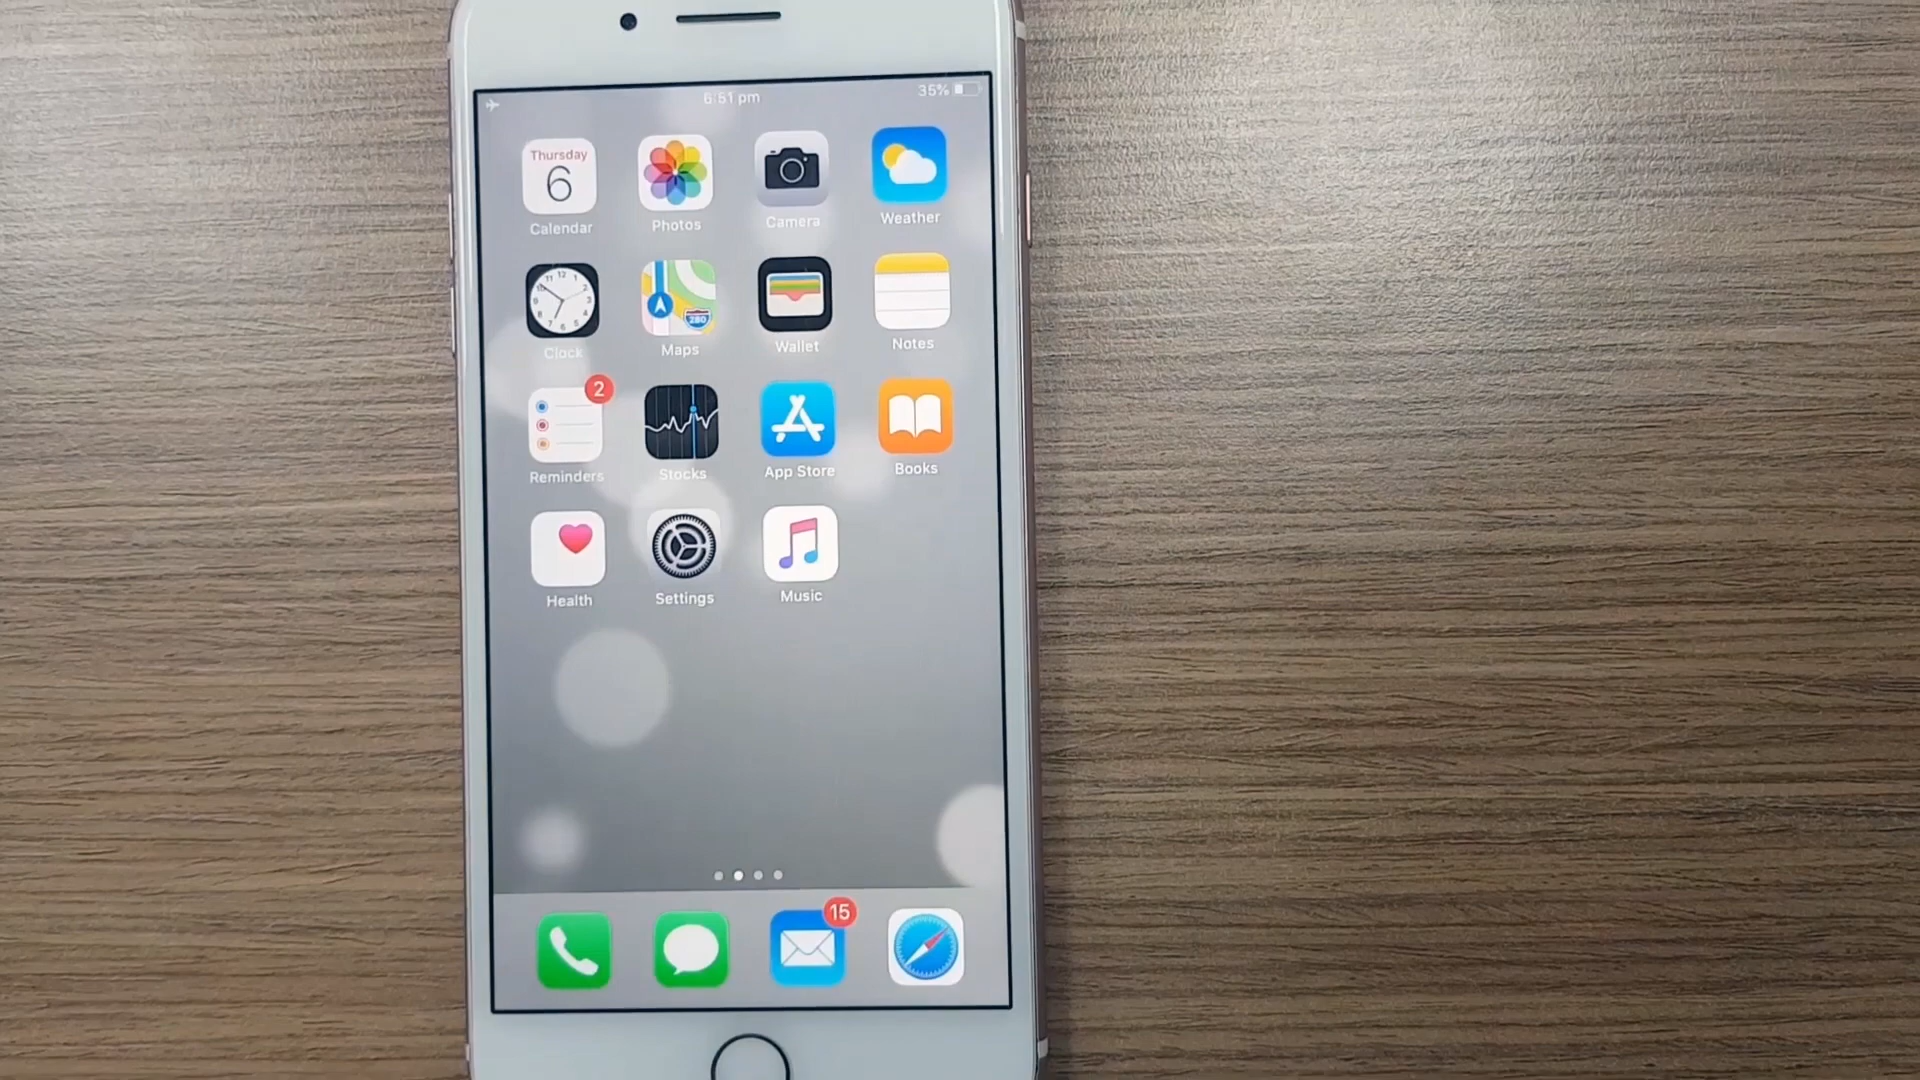 6:51 pm
35%
Thursday
6
Calendar
Photos
Camera
Weather
Clock
Maps
Wallet
Notes
280
2
Reminders
Stocks
App Store
Books
Health
Settings
Music
15